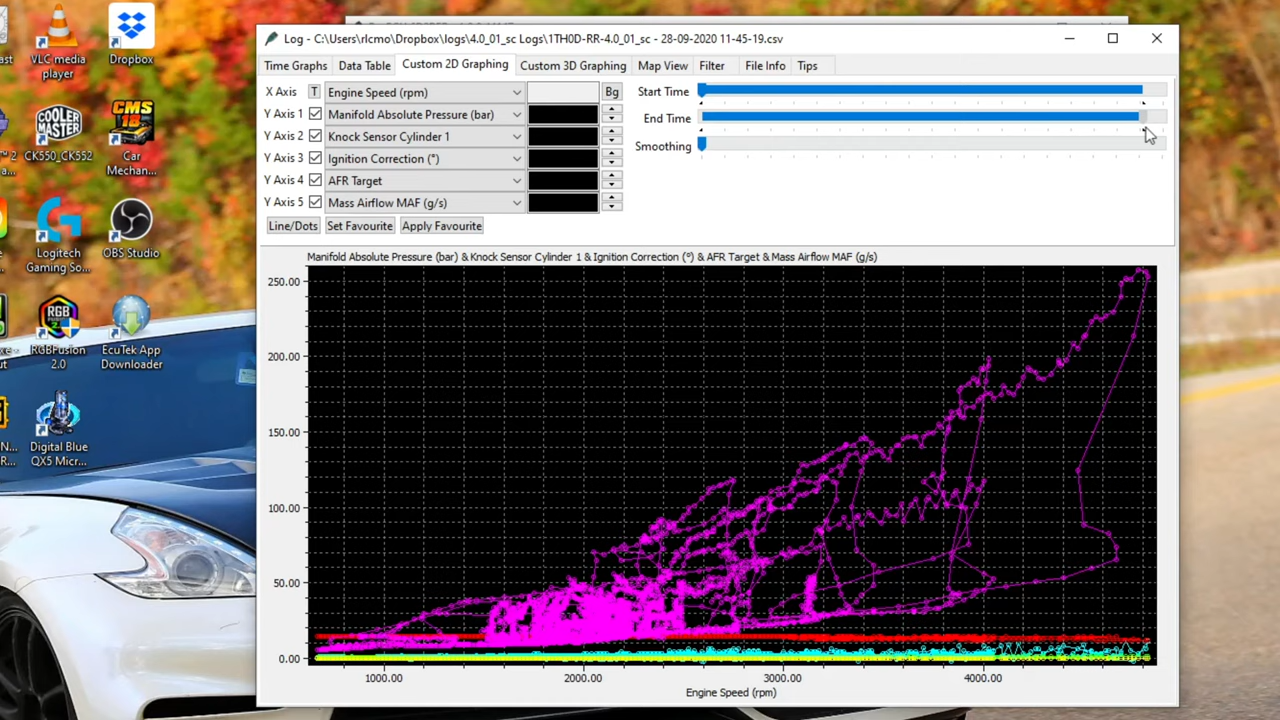 ast
VLC media player
Dropbox
™ 2
a...
COOLER MASTER
CK550_CK552
CMS 18
Car Mechan...
Logitech Gaming So...
OBS Studio
xe-
ut
RGB FUSION
RGBFusion 2.0
EcuTek App Downloader
N...
R...
Digital Blue QX5 Micr...
Log - C:\Users\rlcmo\Dropbox\logs\4.0_01_sc Logs\1TH0D-RR-4.0_01_sc - 28-09-2020 11-45-19.csv
Time Graphs Data Table Custom 2D Graphing Custom 3D Graphing Map View Filter File Info Tips
X Axis T Engine Speed (rpm) Bg Start Time
Y Axis 1 Manifold Absolute Pressure (bar) End Time
Y Axis 2 Knock Sensor Cylinder 1 Smoothing
Y Axis 3 Ignition Correction (°)
Y Axis 4 AFR Target
Y Axis 5 Mass Airflow MAF (g/s)
Line/Dots Set Favourite Apply Favourite
Manifold Absolute Pressure (bar) & Knock Sensor Cylinder 1 & Ignition Correction (°) & AFR Target & Mass Airflow MAF (g/s)
250.00
200.00
150.00
100.00
50.00
0.00
1000.00 2000.00 3000.00 4000.00
Engine Speed (rpm)